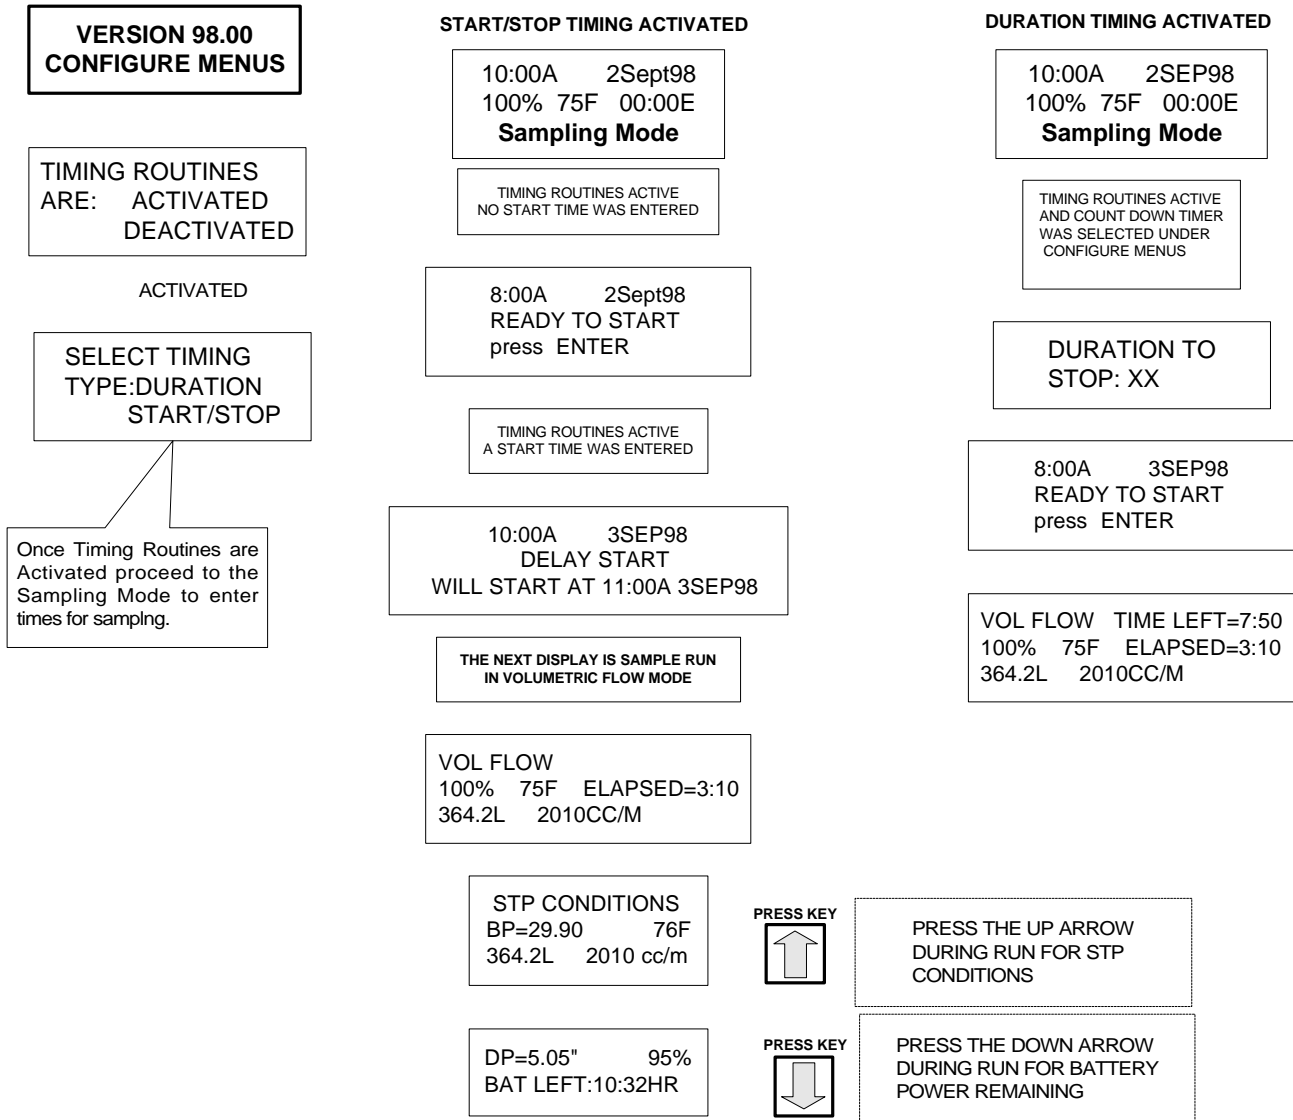 VERSION 98.00
CONFIGURE MENUS
TIMING ROUTINES
ARE: ACTIVATED
DEACTIVATED
ACTIVATED
SELECT TIMING
TYPE:DURATION
START/STOP
Once Timing Routines are
Activated proceed to the
Sampling Mode to enter
times for samplng.
START/STOP TIMING ACTIVATED
10:00A 2Sept98
100% 75F 00:00E
Sampling Mode
TIMING ROUTINES ACTIVE
NO START TIME WAS ENTERED
8:00A 2Sept98
READY TO START
press ENTER
TIMING ROUTINES ACTIVE
A START TIME WAS ENTERED
10:00A 3SEP98
DELAY START
WILL START AT 11:00A 3SEP98
THE NEXT DISPLAY IS SAMPLE RUN
IN VOLUMETRIC FLOW MODE
VOL FLOW
100% 75F ELAPSED=3:10
364.2L 2010CC/M
STP CONDITIONS
BP=29.90 76F
364.2L 2010 cc/m
PRESS KEY
PRESS THE UP ARROW
DURING RUN FOR STP
CONDITIONS
DP=5.05" 95%
BAT LEFT:10:32HR
PRESS KEY
PRESS THE DOWN ARROW
DURING RUN FOR BATTERY
POWER REMAINING
DURATION TIMING ACTIVATED
10:00A 2SEP98
100% 75F 00:00E
Sampling Mode
TIMING ROUTINES ACTIVE
AND COUNT DOWN TIMER
WAS SELECTED UNDER
CONFIGURE MENUS
DURATION TO
STOP: XX
8:00A 3SEP98
READY TO START
press ENTER
VOL FLOW TIME LEFT=7:50
100% 75F ELAPSED=3:10
364.2L 2010CC/M